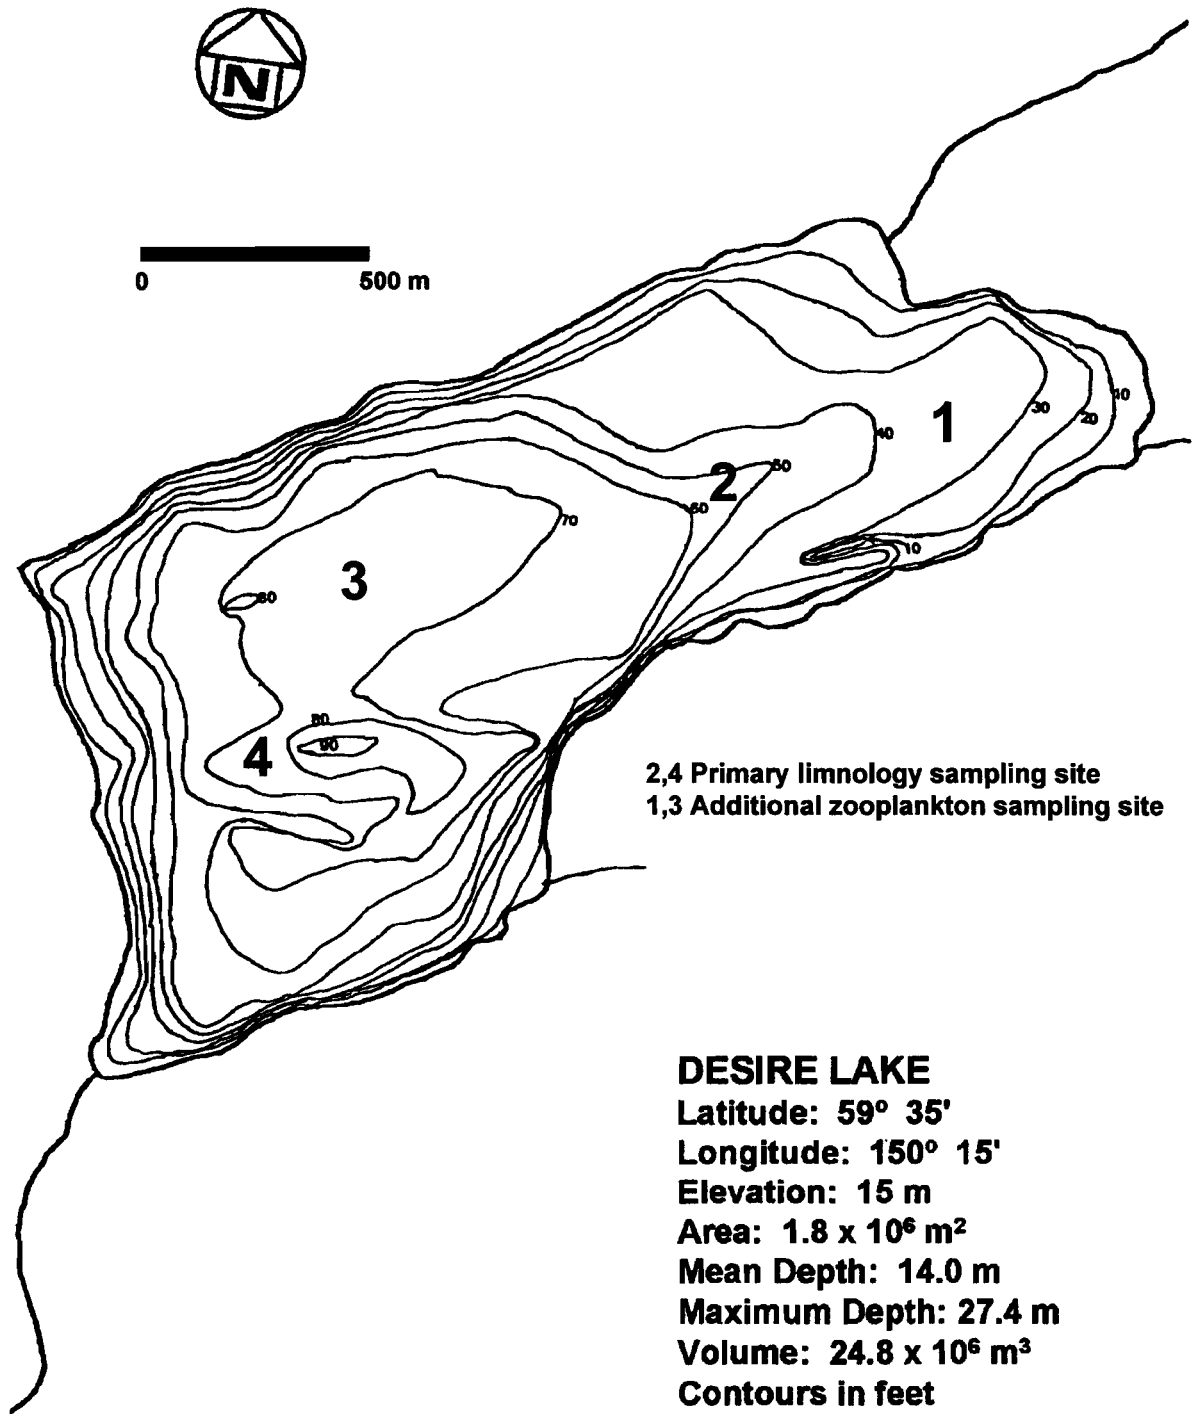 N
0 500 m
10
1
30
20
40
2
50
60
70
10
3
80
80
90
4
2,4 Primary limnology sampling site
1,3 Additional zooplankton sampling site
DESIRE LAKE
Latitude: 59º 35'
Longitude: 150º 15'
Elevation: 15 m
Area: 1.8 x 10⁶ m²
Mean Depth: 14.0 m
Maximum Depth: 27.4 m
Volume: 24.8 x 10⁶ m³
Contours in feet